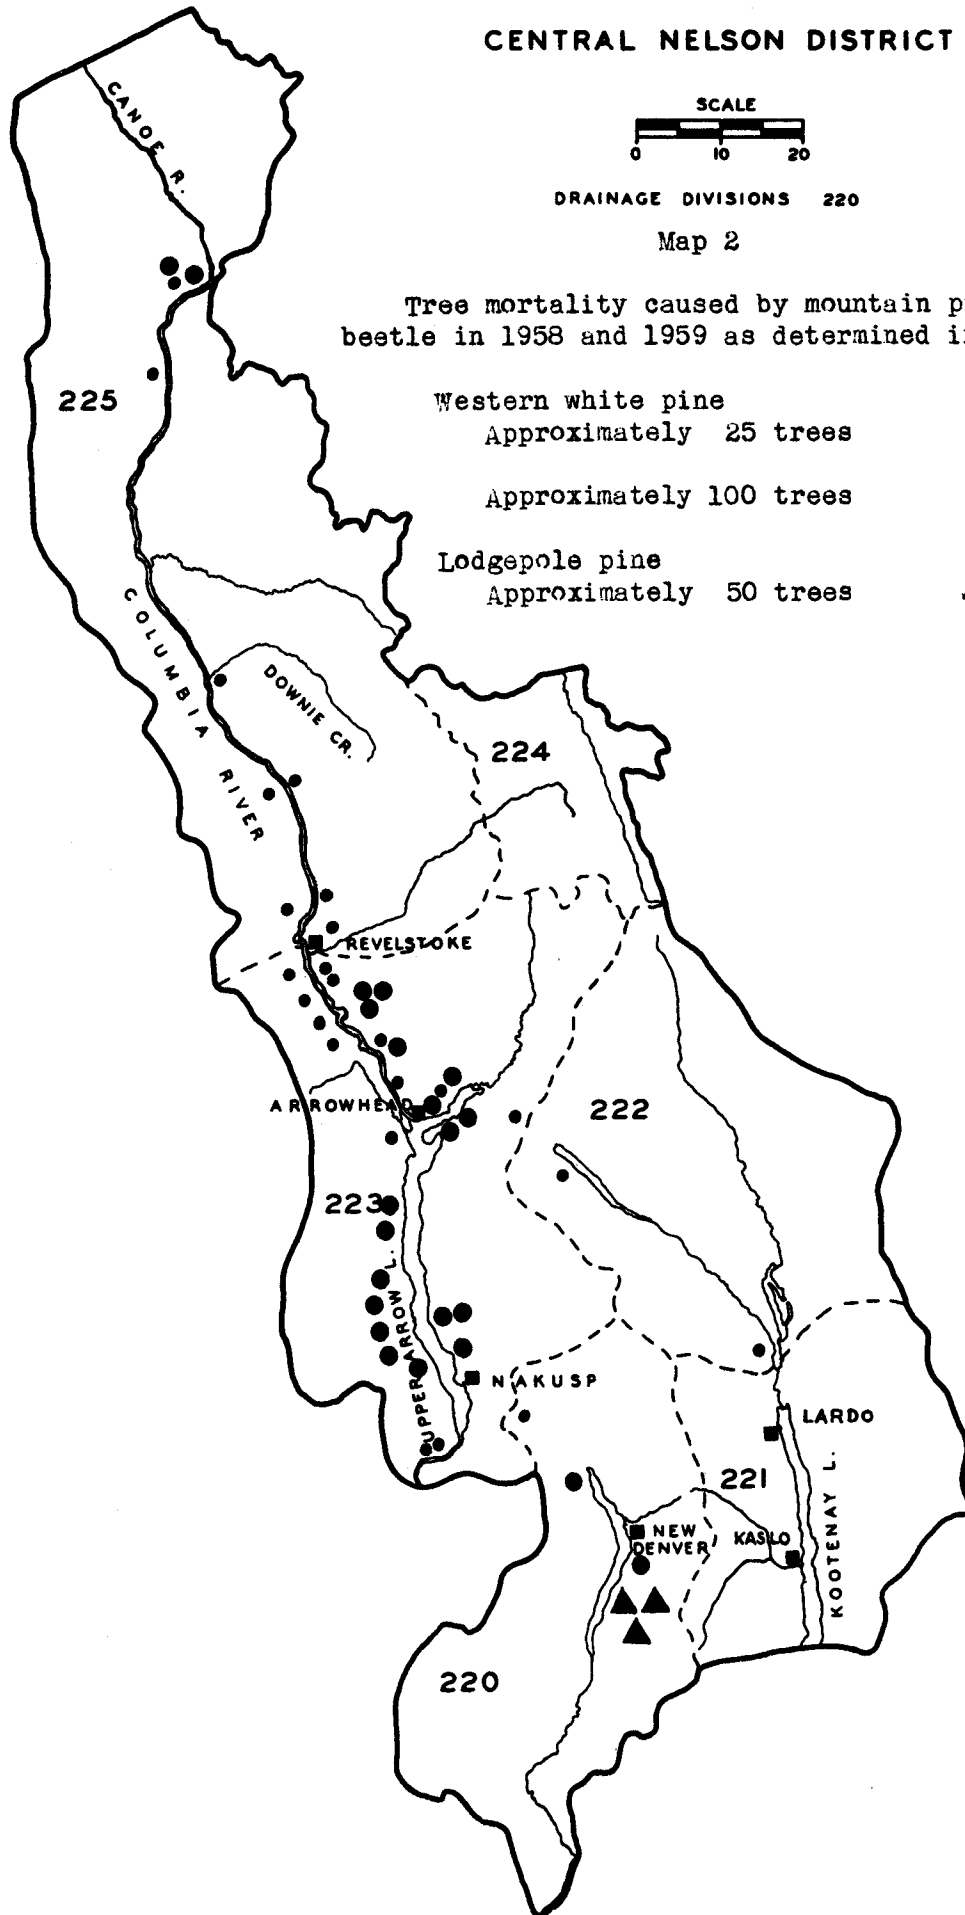 CENTRAL NELSON DISTRICT
SCALE
0 10 20
DRAINAGE DIVISIONS 220
Map 2
Tree mortality caused by mountain p
beetle in 1958 and 1959 as determined i
Western white pine
Approximately 25 trees
Approximately 100 trees
Lodgepole pine
Approximately 50 trees
CANOE R.
225
COLUMBIA RIVER
DOWNIE CR.
224
REVELSTOKE
ARROWHEAD
222
223
UPPER ARROW L.
NAKUSP
LARDO
221
NEW
DENVER
KASLO
KOOTENAY L.
220